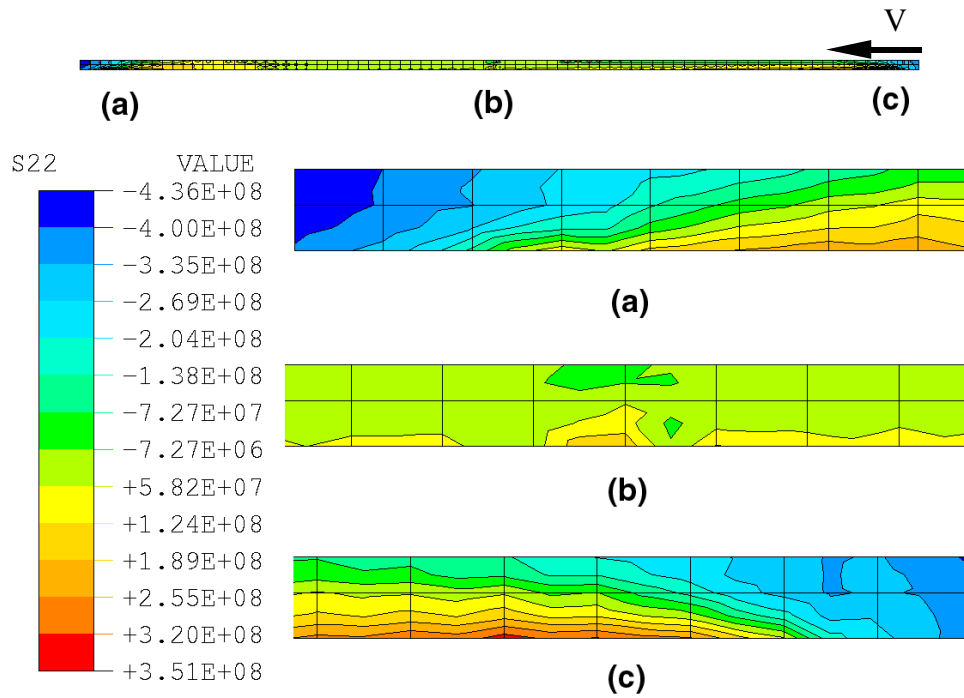 V
(a)
(b)
(c)
S22 VALUE
-4.36E+08
-4.00E+08
-3.35E+08
-2.69E+08
-2.04E+08
-1.38E+08
-7.27E+07
-7.26E+06
+5.82E+07
+1.24E+08
+1.89E+08
+2.55E+08
+3.20E+08
+3.51E+08
(a)
(b)
(c)